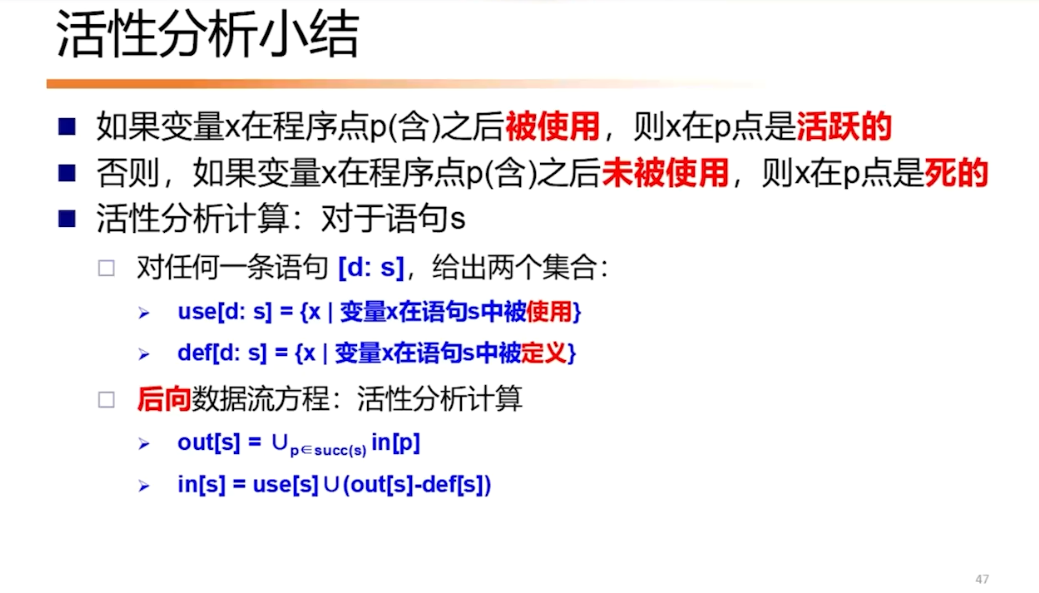 活性分析小结
如果变量x在程序点p(含)之后被使用，则x在p点是活跃的
否则，如果变量x在程序点p(含)之后未被使用，则x在p点是死的
活性分析计算：对于语句s
对任何一条语句 [d: s]，给出两个集合：
use[d: s] = {x | 变量x在语句s中被使用}
def[d: s] = {x | 变量x在语句s中被定义}
后向数据流方程：活性分析计算
out[s] = ∪p∈succ(s) in[p]
in[s] = use[s]∪(out[s]-def[s])
47